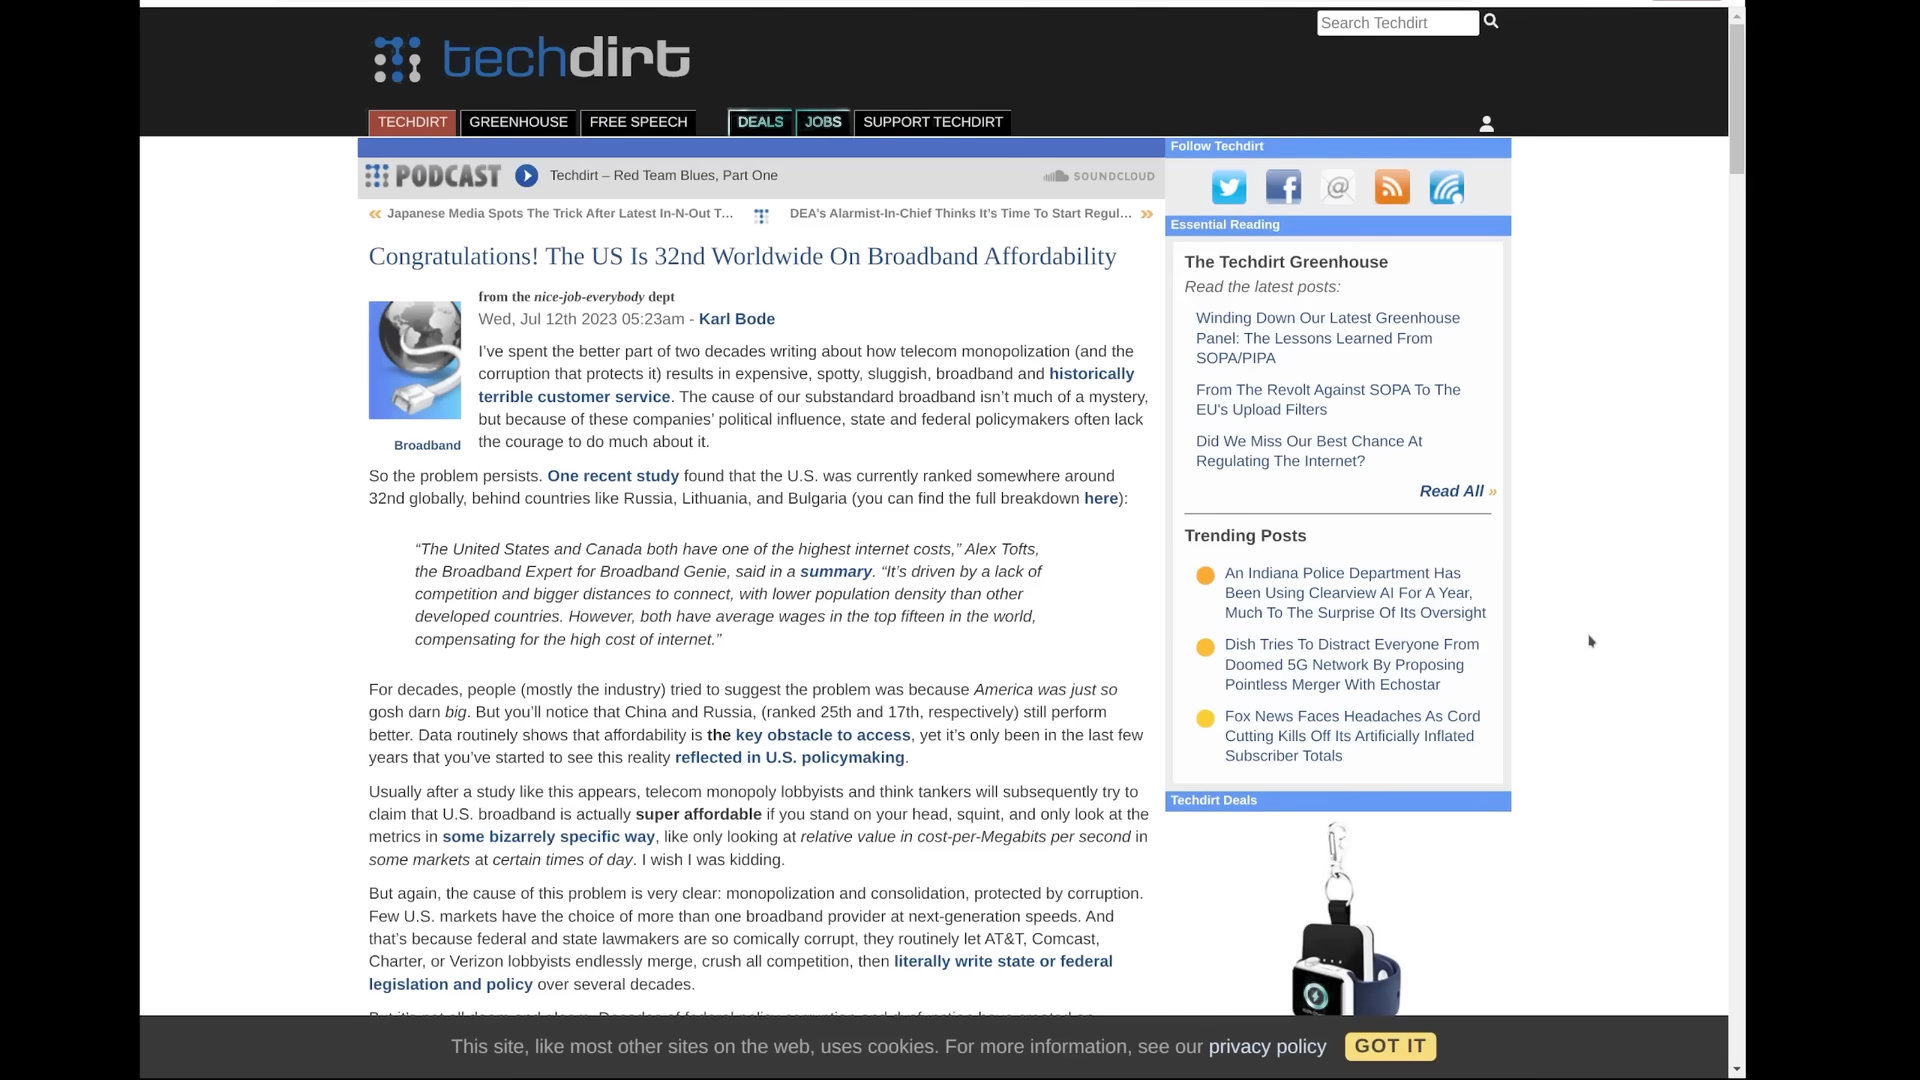 Search Techdirt
techdirt
TECHDIRT GREENHOUSE FREE SPEECH DEALS JOBS SUPPORT TECHDIRT
PODCAST Techdirt – Red Team Blues, Part One SOUNDCLOUD
« Japanese Media Spots The Trick After Latest In-N-Out T... DEA’s Alarmist-In-Chief Thinks It’s Time To Start Regul... »
Congratulations! The US Is 32nd Worldwide On Broadband Affordability
from the nice-job-everybody dept
Wed, Jul 12th 2023 05:23am - Karl Bode
Broadband
I’ve spent the better part of two decades writing about how telecom monopolization (and the
corruption that protects it) results in expensive, spotty, sluggish, broadband and historically
terrible customer service. The cause of our substandard broadband isn’t much of a mystery,
but because of these companies’ political influence, state and federal policymakers often lack
the courage to do much about it.
So the problem persists. One recent study found that the U.S. was currently ranked somewhere around
32nd globally, behind countries like Russia, Lithuania, and Bulgaria (you can find the full breakdown here):
“The United States and Canada both have one of the highest internet costs,” Alex Tofts,
the Broadband Expert for Broadband Genie, said in a summary. “It’s driven by a lack of
competition and bigger distances to connect, with lower population density than other
developed countries. However, both have average wages in the top fifteen in the world,
compensating for the high cost of internet.”
For decades, people (mostly the industry) tried to suggest the problem was because America was just so
gosh darn big. But you’ll notice that China and Russia, (ranked 25th and 17th, respectively) still perform
better. Data routinely shows that affordability is the key obstacle to access, yet it’s only been in the last few
years that you’ve started to see this reality reflected in U.S. policymaking.
Usually after a study like this appears, telecom monopoly lobbyists and think tankers will subsequently try to
claim that U.S. broadband is actually super affordable if you stand on your head, squint, and only look at the
metrics in some bizarrely specific way, like only looking at relative value in cost-per-Megabits per second in
some markets at certain times of day. I wish I was kidding.
But again, the cause of this problem is very clear: monopolization and consolidation, protected by corruption.
Few U.S. markets have the choice of more than one broadband provider at next-generation speeds. And
that’s because federal and state lawmakers are so comically corrupt, they routinely let AT&T, Comcast,
Charter, or Verizon lobbyists endlessly merge, crush all competition, then literally write state or federal
legislation and policy over several decades.
Follow Techdirt
Essential Reading
The Techdirt Greenhouse
Read the latest posts:
Winding Down Our Latest Greenhouse
Panel: The Lessons Learned From
SOPA/PIPA
From The Revolt Against SOPA To The
EU's Upload Filters
Did We Miss Our Best Chance At
Regulating The Internet?
Read All »
Trending Posts
An Indiana Police Department Has
Been Using Clearview AI For A Year,
Much To The Surprise Of Its Oversight
Dish Tries To Distract Everyone From
Doomed 5G Network By Proposing
Pointless Merger With Echostar
Fox News Faces Headaches As Cord
Cutting Kills Off Its Artificially Inflated
Subscriber Totals
Techdirt Deals
This site, like most other sites on the web, uses cookies. For more information, see our privacy policy GOT IT